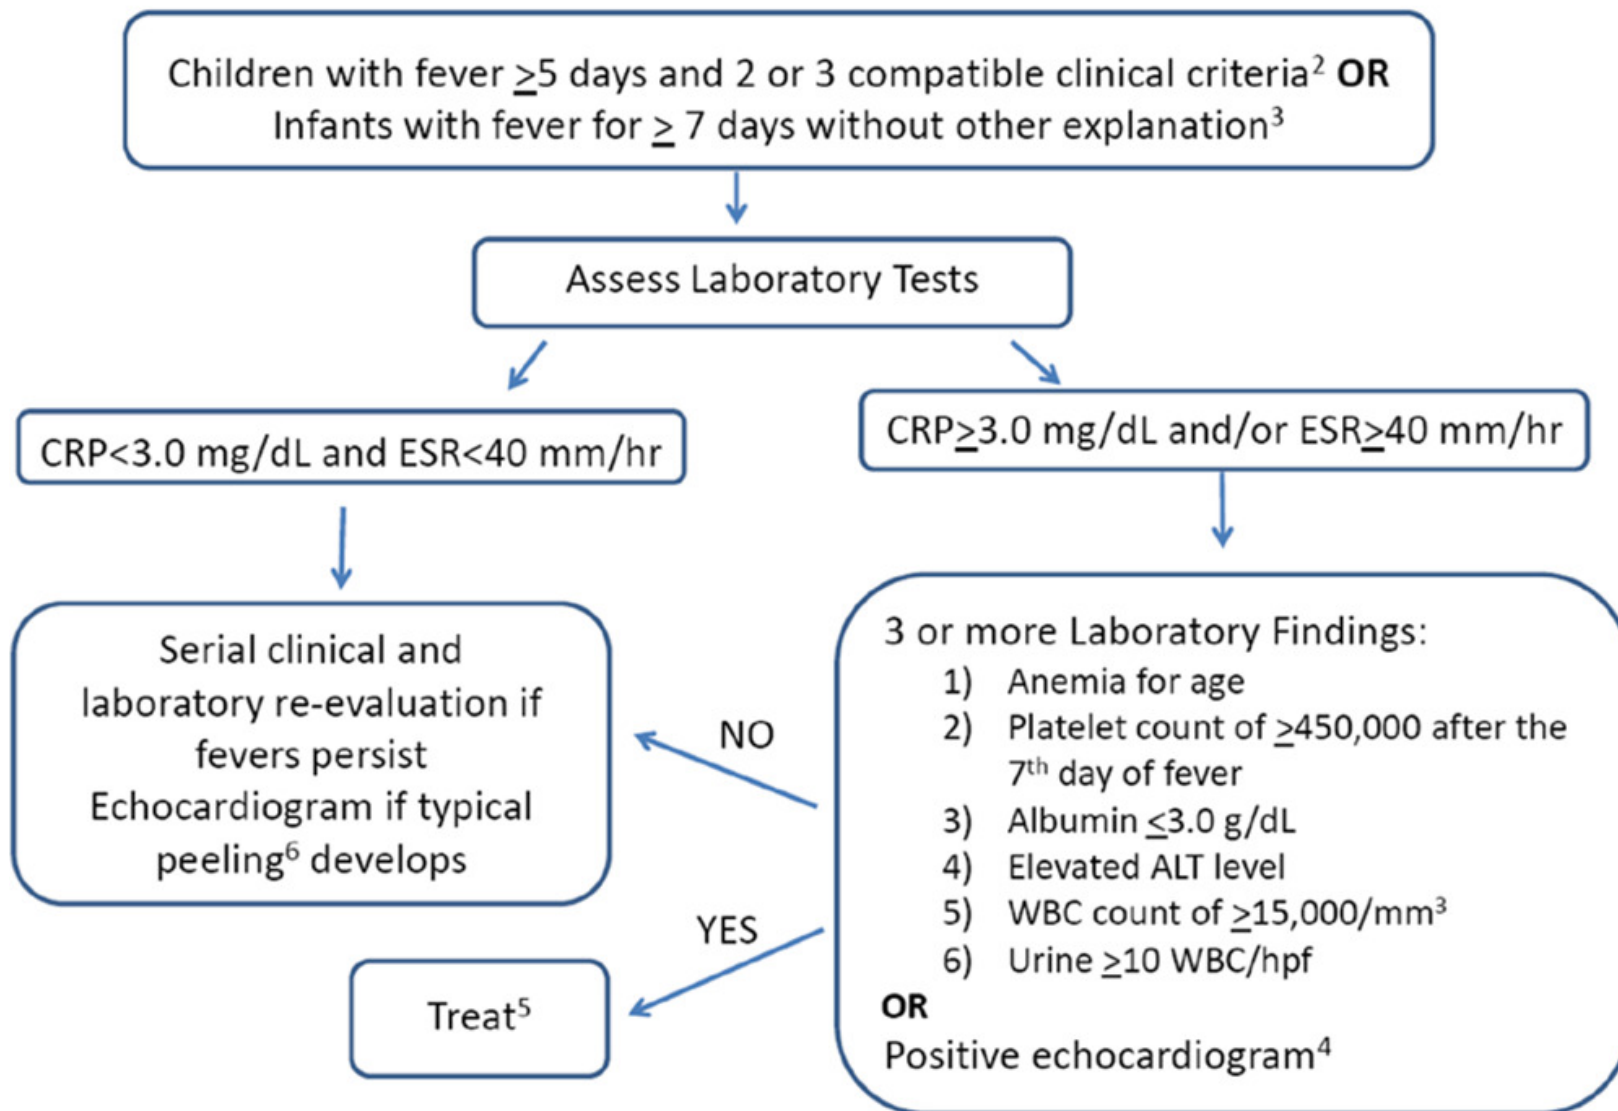 Children with fever ≥5 days and 2 or 3 compatible clinical criteria² OR
Infants with fever for ≥ 7 days without other explanation³
Assess Laboratory Tests
CRP<3.0 mg/dL and ESR<40 mm/hr
CRP≥3.0 mg/dL and/or ESR≥40 mm/hr
Serial clinical and
laboratory re-evaluation if
fevers persist
Echocardiogram if typical
peeling⁶ develops
NO
YES
Treat⁵
3 or more Laboratory Findings:
1) Anemia for age
2) Platelet count of ≥450,000 after the
7th day of fever
3) Albumin ≤3.0 g/dL
4) Elevated ALT level
5) WBC count of ≥15,000/mm³
6) Urine ≥10 WBC/hpf
OR
Positive echocardiogram⁴